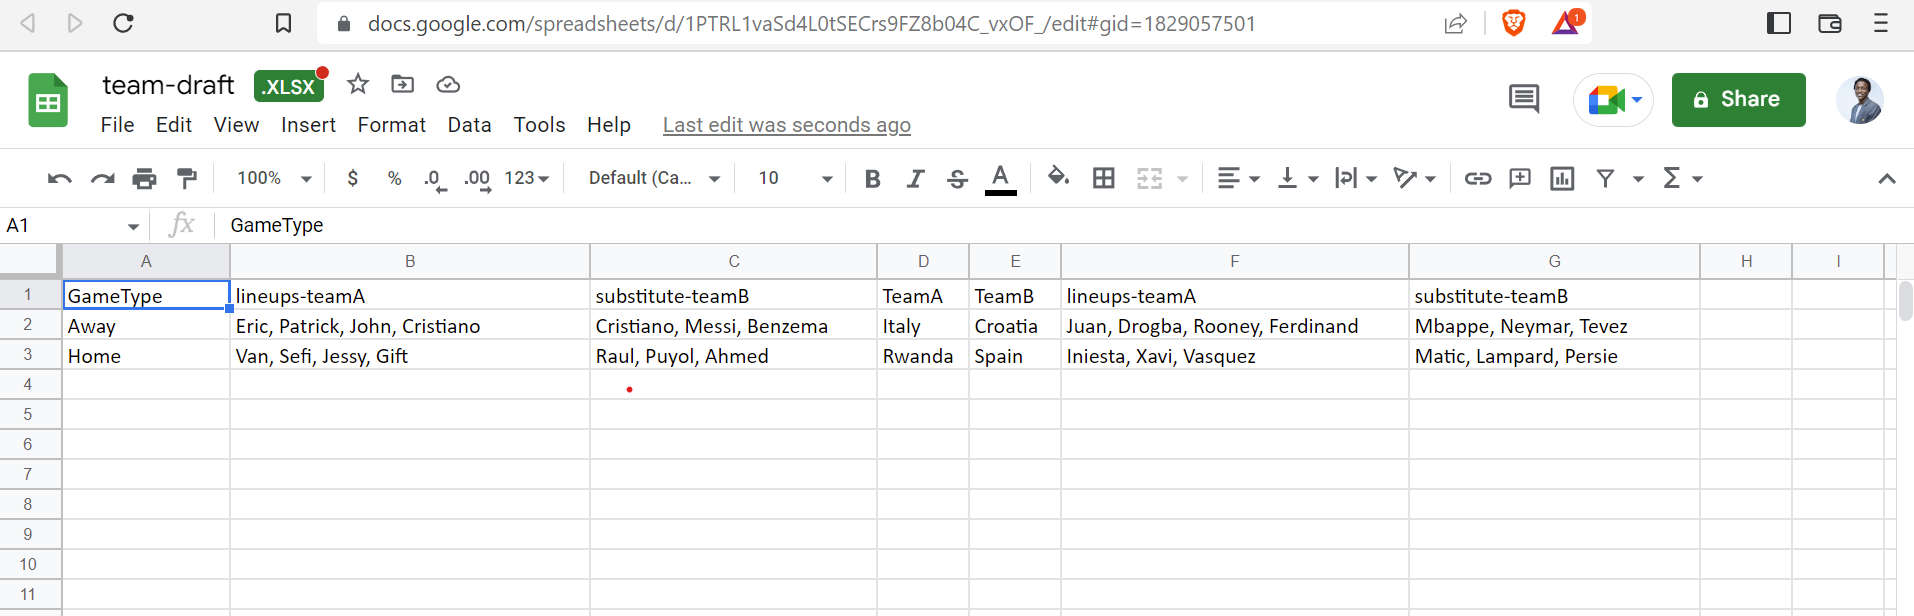 docs.google.com/spreadsheets/d/1PTRL1vaSd4L0tSECrs9FZ8b04C_vxOF_/edit#gid=1829057501
1
team-draft .XLSX
Share
File Edit View Insert Format Data Tools Help Last edit was seconds ago
100% $ % .0 .00 123 Default (Ca... 10 B I S A
A1 fx GameType
A B C D E F G H I
1 GameType lineups-teamA substitute-teamB TeamA TeamB lineups-teamA substitute-teamB
2 Away Eric, Patrick, John, Cristiano Cristiano, Messi, Benzema Italy Croatia Juan, Drogba, Rooney, Ferdinand Mbappe, Neymar, Tevez
3 Home Van, Sefi, Jessy, Gift Raul, Puyol, Ahmed Rwanda Spain Iniesta, Xavi, Vasquez Matic, Lampard, Persie
4
5
6
7
8
9
10
11